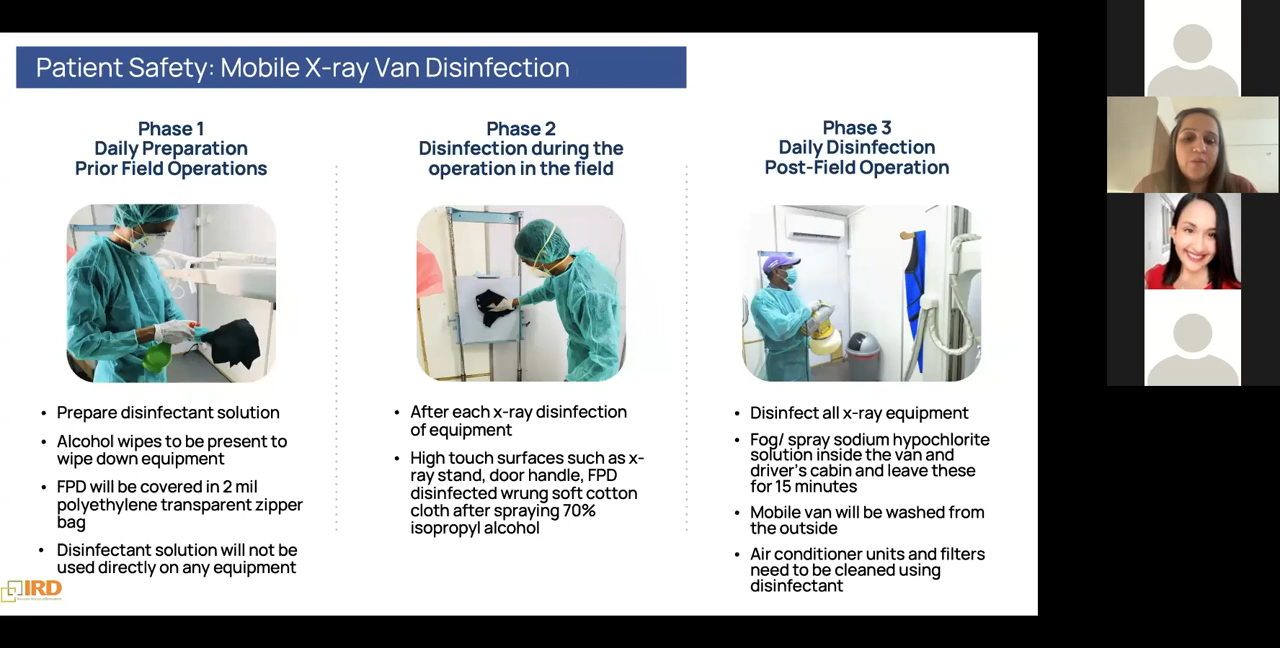 Patient Safety: Mobile X-ray Van Disinfection
Phase 1
Daily Preparation
Prior Field Operations
• Prepare disinfectant solution
• Alcohol wipes to be present to
wipe down equipment
• FPD will be covered in 2 mil
polyethylene transparent zipper
bag
• Disinfectant solution will not be
used directly on any equipment
Phase 2
Disinfection during the
operation in the field
• After each x-ray disinfection
of equipment
• High touch surfaces such as x-
ray stand, door handle, FPD
disinfected wrung soft cotton
cloth after spraying 70%
isopropyl alcohol
Phase 3
Daily Disinfection
Post-Field Operation
• Disinfect all x-ray equipment
• Fog/ spray sodium hypochlorite
solution inside the van and
driver's cabin and leave these
for 15 minutes
• Mobile van will be washed from
the outside
• Air conditioner units and filters
need to be cleaned using
disinfectant
IRD